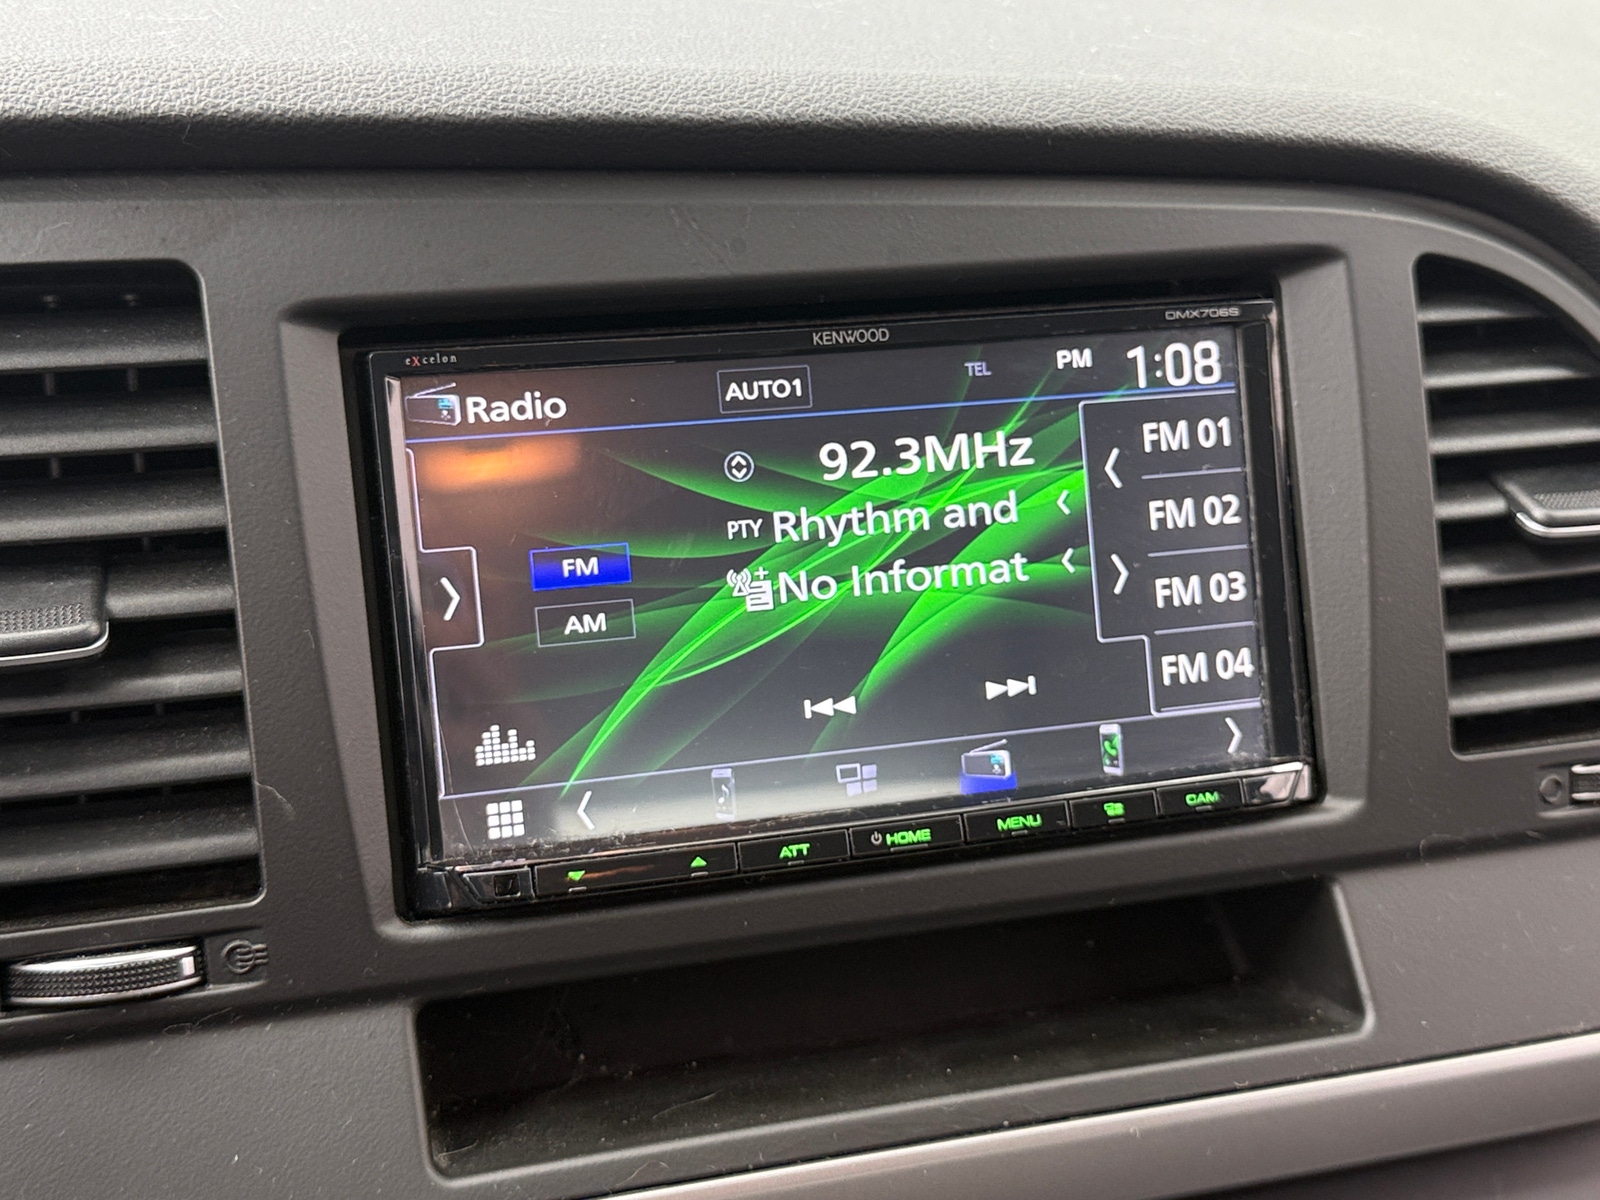 eXcelon
KENWOOD
DMX706S
Radio
AUTO1
TEL
PM 1:08
92.3MHz
PTY Rhythm and
No Informat
FM
AM
FM 01
FM 02
FM 03
FM 04
ATT
HOME
MENU
CAM